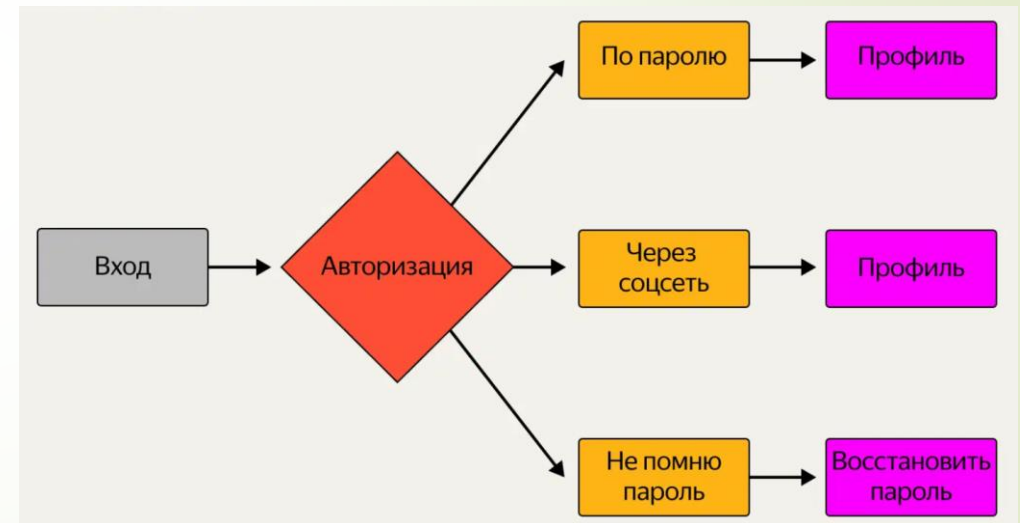 По паролю
Профиль
Вход
Авторизация
Через
соцсеть
Профиль
Не помню
пароль
Восстановить
пароль